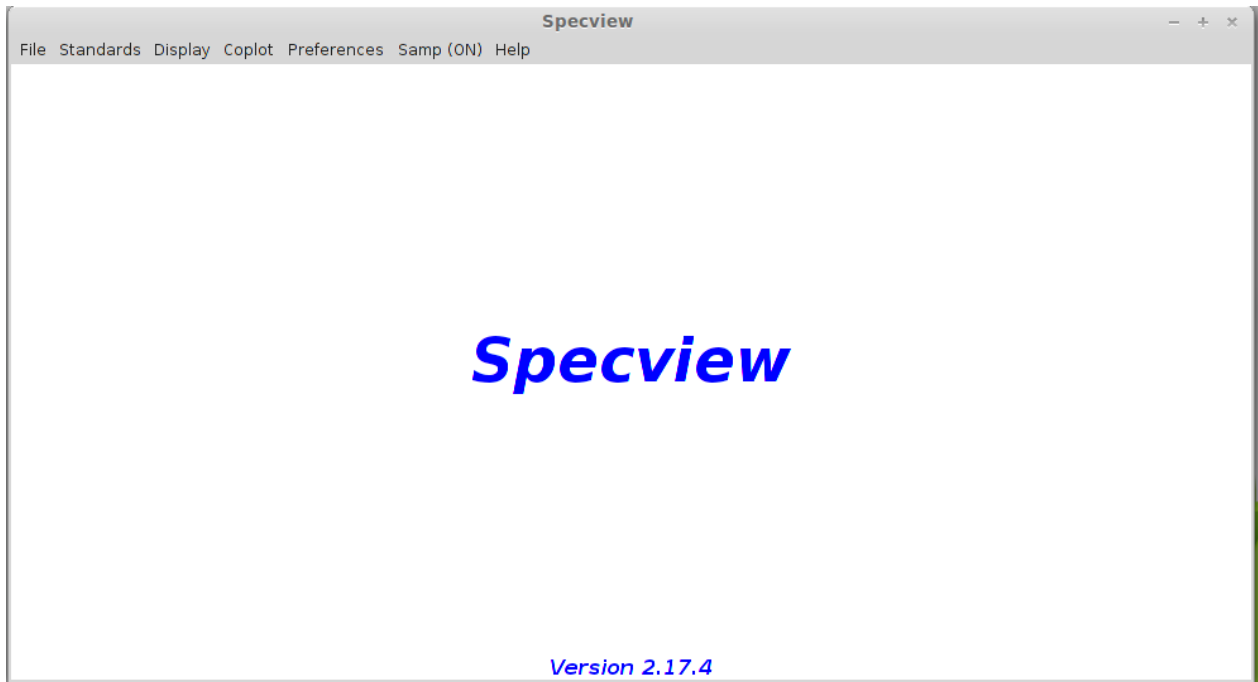 Specview
File Standards Display Coplot Preferences Samp (ON) Help
Specview
Version 2.17.4